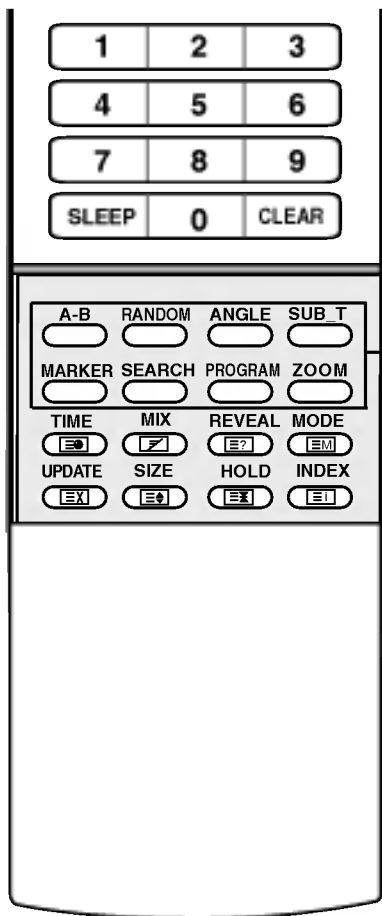 1 2 3
4 5 6
7 8 9
SLEEP 0 CLEAR
A-B RANDOM ANGLE SUB_T
MARKER SEARCH PROGRAM ZOOM
TIME MIX REVEAL MODE
? M
UPDATE SIZE HOLD INDEX
X i